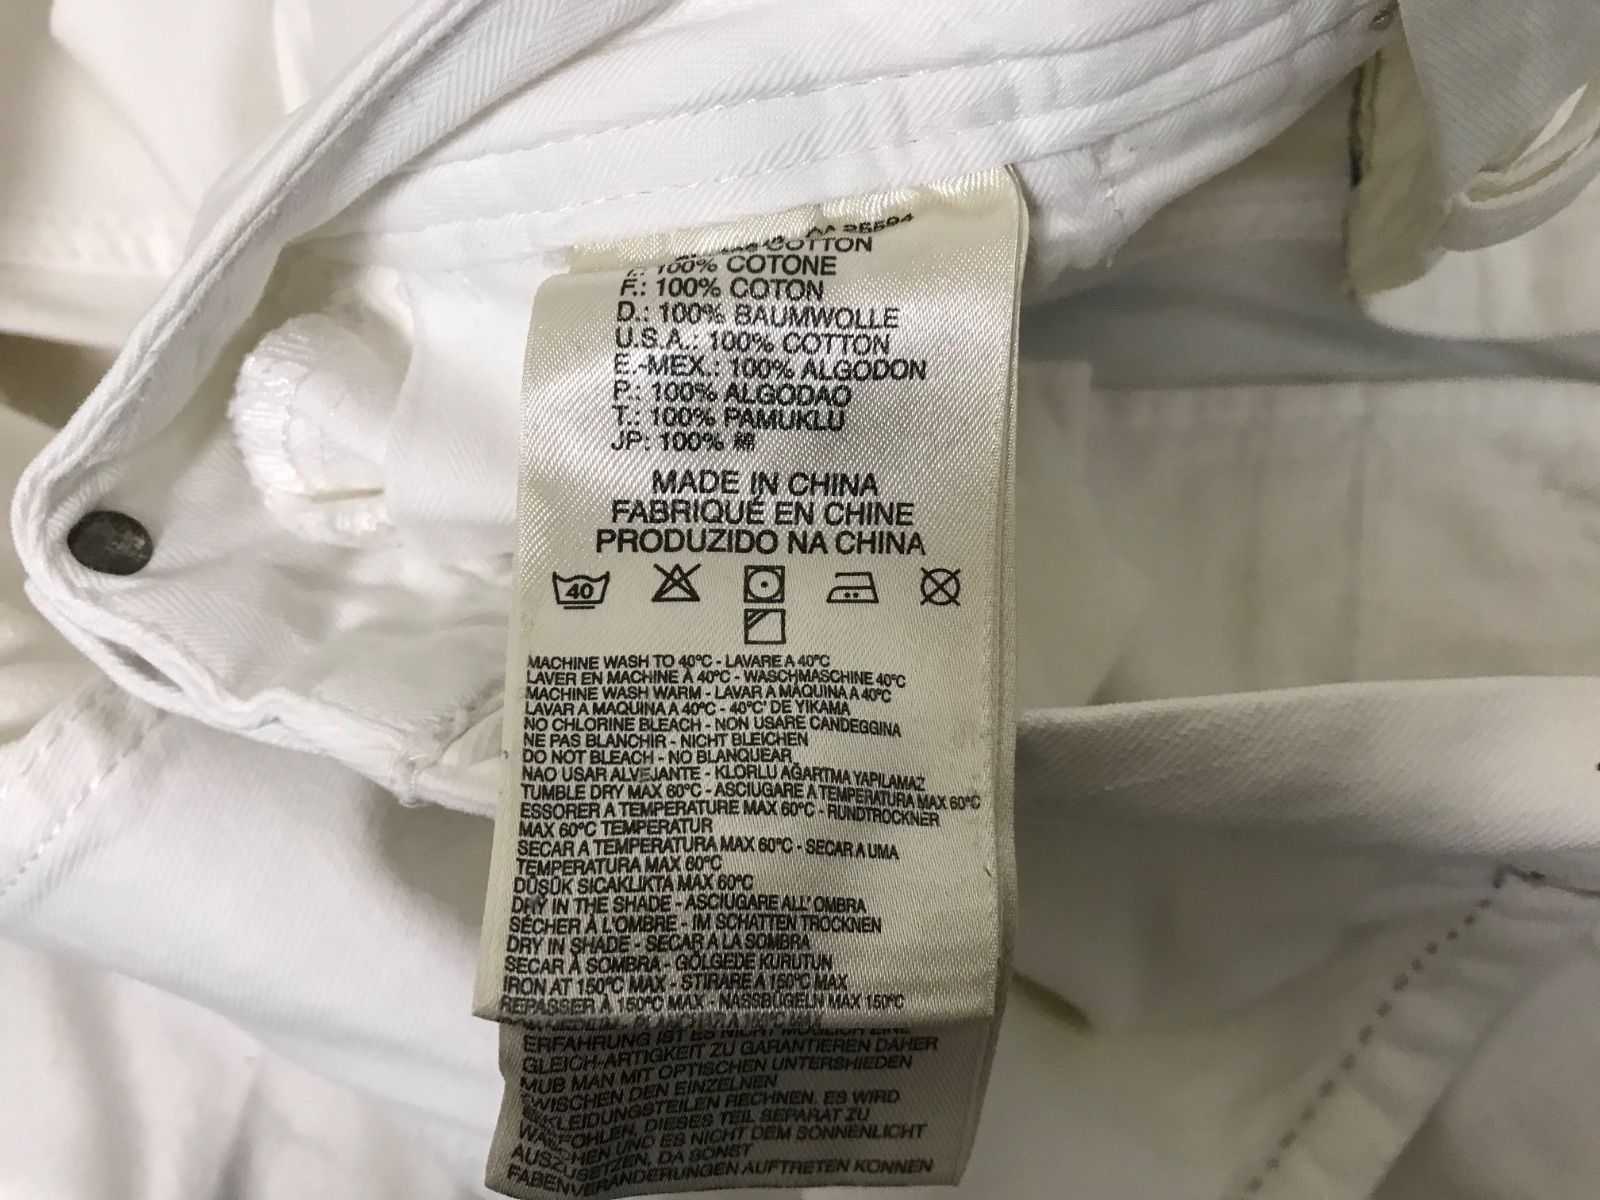 AA 25504
COTTON
100% COTONE
F.: 100% COTON
D.: 100% BAUMWOLLE
U.S.A.: 100% COTTON
E.-MEX.: 100% ALGODON
P.: 100% ALGODAO
T.: 100% PAMUKLU
JP: 100% 綿
MADE IN CHINA
FABRIQUÉ EN CHINE
PRODUZIDO NA CHINA
40
MACHINE WASH TO 40°C - LAVARE A 40°C
LAVER EN MACHINE À 40°C - WASCHMASCHINE 40°C
MACHINE WASH WARM - LAVAR A MAQUINA A 40°C
LAVAR A MAQUINA A 40°C - 40°C' DE YIKAMA
NO CHLORINE BLEACH - NON USARE CANDEGGINA
NE PAS BLANCHIR - NICHT BLEICHEN
DO NOT BLEACH - NO BLANQUEAR
NAO USAR ALVEJANTE - KLORLU AĞARTMA YAPILAMAZ
TUMBLE DRY MAX 60°C - ASCIUGARE A TEMPERATURA MAX 60°C
ESSORER A TEMPERATURE MAX 60°C - RUNDTROCKNER
MAX 60°C TEMPERATUR
SECAR A TEMPERATURA MAX 60°C - SECAR A UMA
TEMPERATURA MAX 60°C
DÜŞÜK SICAKLIKTA MAX 60°C
DRY IN THE SHADE - ASCIUGARE ALL' OMBRA
SÉCHER À L'OMBRE - IM SCHATTEN TROCKNEN
DRY IN SHADE - SECAR A LA SOMBRA
SECAR À SOMBRA - GÖLGEDE KURUTUN
IRON AT 150°C MAX - STIRARE A 150°C MAX
REPASSER À 150°C MAX - NASSBÜGELN MAX 150°C
ERFAHRUNG IST ES NICHT MÖGLICH EINE
GLEICH-ARTIGKEIT ZU GARANTIEREN DAHER
MUB MAN MIT OPTISCHEN UNTERSHIEDEN
ZWISCHEN DEN EINZELNEN
BEKLEIDUNGSTEILEN RECHNEN. ES WIRD
DIESES TEIL SEPARAT ZU
UND ES NICHT DEM SONNENLICHT
AUSZUSETZEN, DA SONST
FABENVERÄNDERUNGEN AUFTRETEN KONNEN